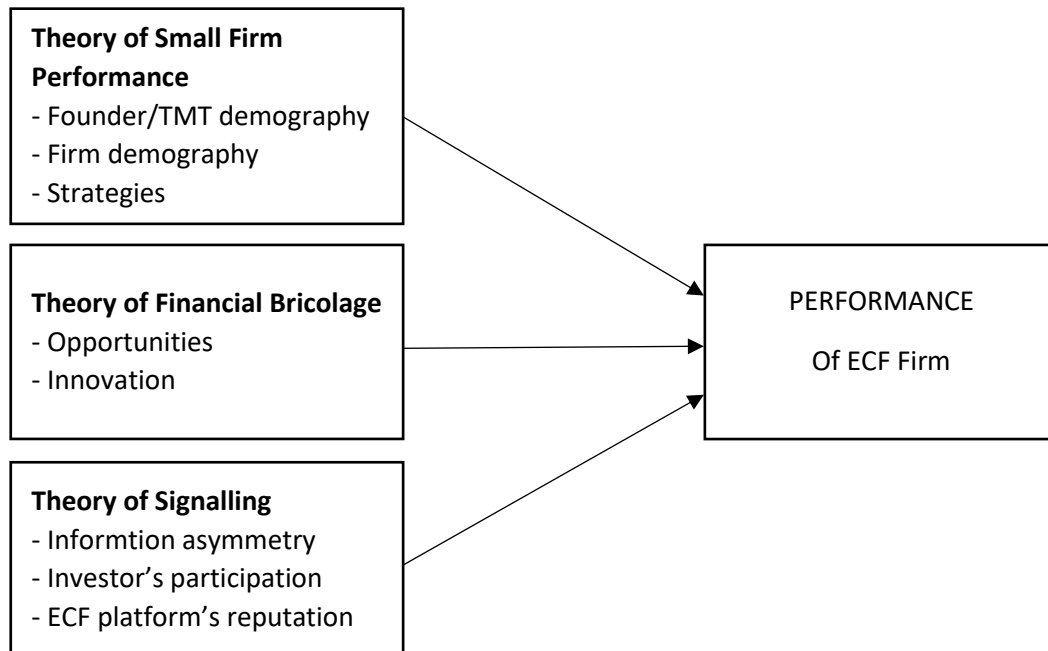 Theory of Small Firm
Performance
- Founder/TMT demography
- Firm demography
- Strategies
Theory of Financial Bricolage
- Opportunities
- Innovation
Theory of Signalling
- Informtion asymmetry
- Investor’s participation
- ECF platform’s reputation
PERFORMANCE
Of ECF Firm